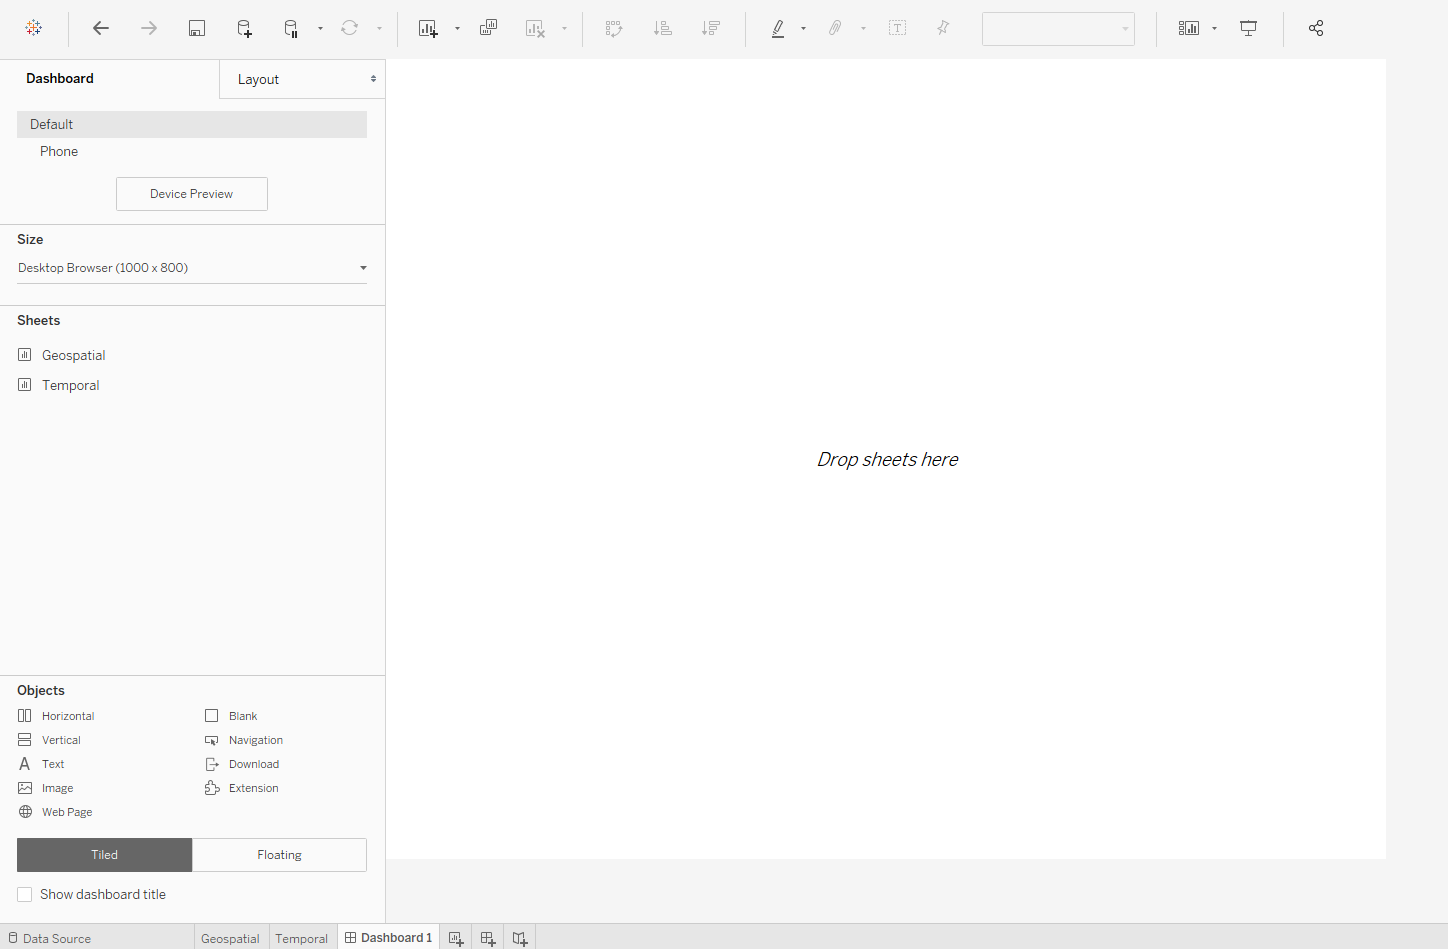 Dashboard
Layout
Default
Phone
Device Preview
Size
Desktop Browser (1000 x 800)
Sheets
Geospatial
Temporal
Drop sheets here
Objects
Horizontal
Blank
Vertical
Navigation
Text
Download
Image
Extension
Web Page
Tiled
Floating
Show dashboard title
Data Source
Geospatial
Temporal
Dashboard 1